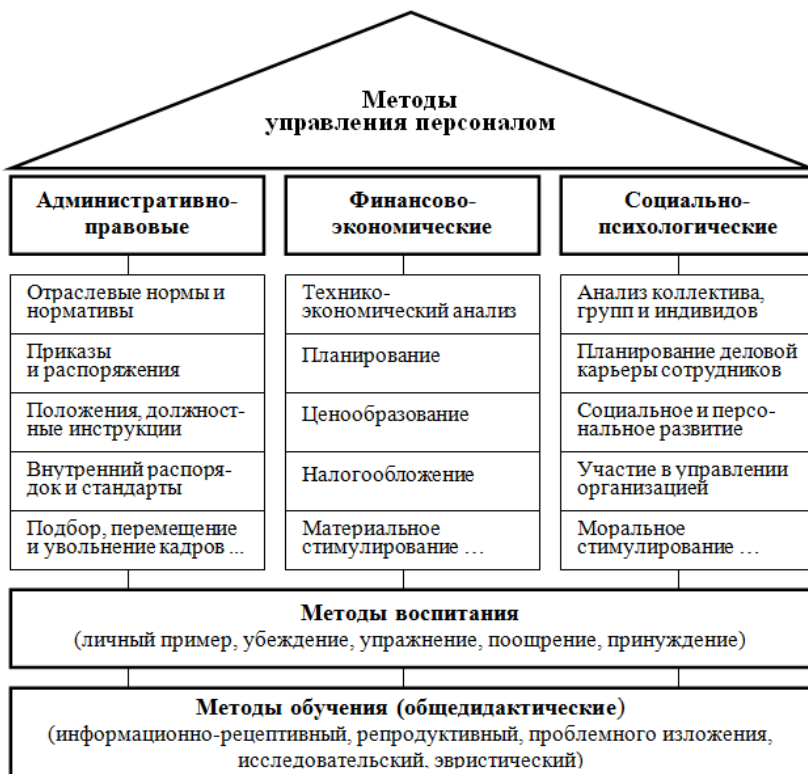 Методы
управления персоналом
Административно-
правовые
Финансово-
экономические
Социально-
психологические
Отраслевые нормы и
нормативы
Приказы
и распоряжения
Положения, должност-
ные инструкции
Внутренний распоря-
док и стандарты
Подбор, перемещение
и увольнение кадров ...
Технико-
экономический анализ
Планирование
Ценообразование
Налогообложение
Материальное
стимулирование …
Анализ коллектива,
групп и индивидов
Планирование деловой
карьеры сотрудников
Социальное и персо-
нальное развитие
Участие в управлении
организацией
Моральное
стимулирование …
Методы воспитания
(личный пример, убеждение, упражнение, поощрение, принуждение)
Методы обучения (общедидактические)
(информационно-рецептивный, репродуктивный, проблемного изложения,
исследовательский, эвристический)